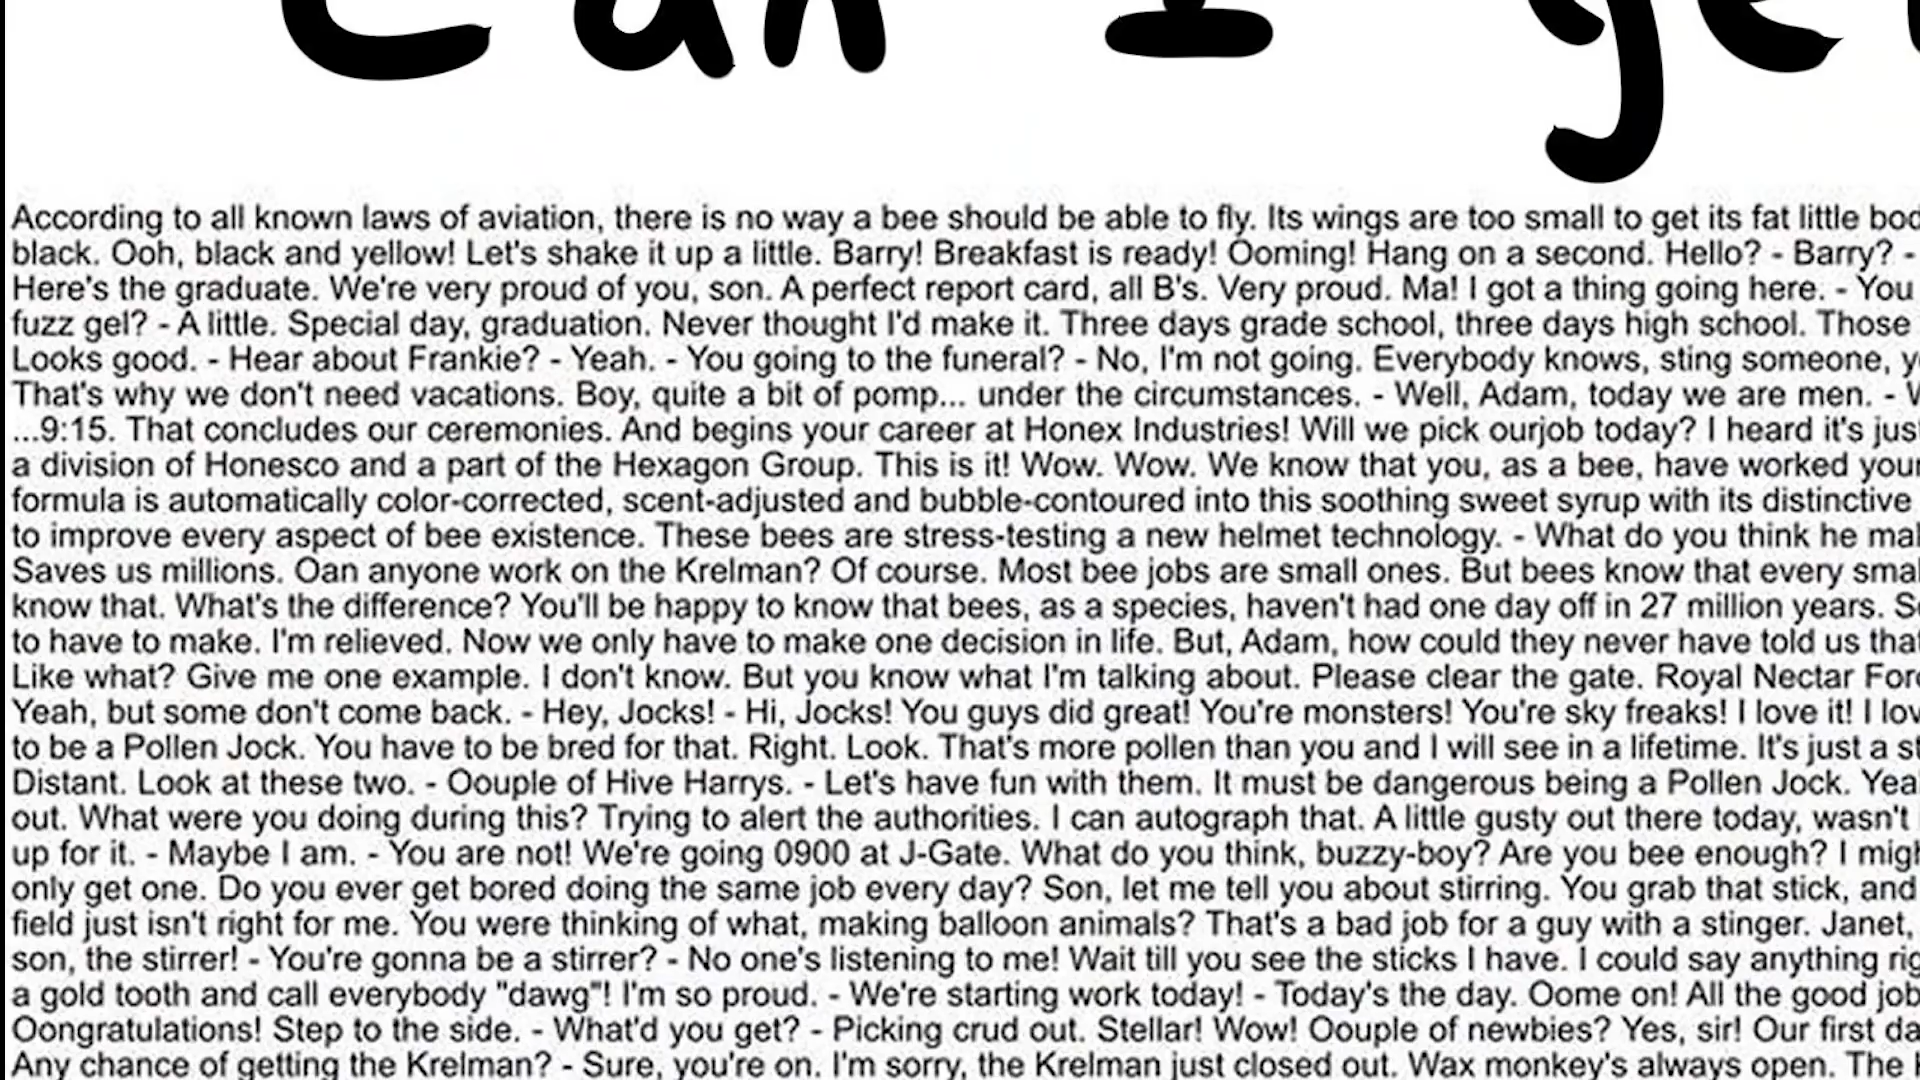 Can I get
According to all known laws of aviation, there is no way a bee should be able to fly. Its wings are too small to get its fat little bod
black. Ooh, black and yellow! Let's shake it up a little. Barry! Breakfast is ready! Ooming! Hang on a second. Hello? - Barry? -
Here's the graduate. We're very proud of you, son. A perfect report card, all B's. Very proud. Ma! I got a thing going here. - You
fuzz gel? - A little. Special day, graduation. Never thought I'd make it. Three days grade school, three days high school. Those
Looks good. - Hear about Frankie? - Yeah. - You going to the funeral? - No, I'm not going. Everybody knows, sting someone, y
That's why we don't need vacations. Boy, quite a bit of pomp... under the circumstances. - Well, Adam, today we are men. - W
...9:15. That concludes our ceremonies. And begins your career at Honex Industries! Will we pick ourjob today? I heard it's jus
a division of Honesco and a part of the Hexagon Group. This is it! Wow. Wow. We know that you, as a bee, have worked your
formula is automatically color-corrected, scent-adjusted and bubble-contoured into this soothing sweet syrup with its distinctive
to improve every aspect of bee existence. These bees are stress-testing a new helmet technology. - What do you think he mak
Saves us millions. Oan anyone work on the Krelman? Of course. Most bee jobs are small ones. But bees know that every smal
know that. What's the difference? You'll be happy to know that bees, as a species, haven't had one day off in 27 million years. S
to have to make. I'm relieved. Now we only have to make one decision in life. But, Adam, how could they never have told us that
Like what? Give me one example. I don't know. But you know what I'm talking about. Please clear the gate. Royal Nectar Forc
Yeah, but some don't come back. - Hey, Jocks! - Hi, Jocks! You guys did great! You're monsters! You're sky freaks! I love it! I lov
to be a Pollen Jock. You have to be bred for that. Right. Look. That's more pollen than you and I will see in a lifetime. It's just a st
Distant. Look at these two. - Oouple of Hive Harrys. - Let's have fun with them. It must be dangerous being a Pollen Jock. Yea
out. What were you doing during this? Trying to alert the authorities. I can autograph that. A little gusty out there today, wasn't
up for it. - Maybe I am. - You are not! We're going 0900 at J-Gate. What do you think, buzzy-boy? Are you bee enough? I migh
only get one. Do you ever get bored doing the same job every day? Son, let me tell you about stirring. You grab that stick, and
field just isn't right for me. You were thinking of what, making balloon animals? That's a bad job for a guy with a stinger. Janet,
son, the stirrer! - You're gonna be a stirrer? - No one's listening to me! Wait till you see the sticks I have. I could say anything rig
a gold tooth and call everybody "dawg"! I'm so proud. - We're starting work today! - Today's the day. Oome on! All the good job
Oongratulations! Step to the side. - What'd you get? - Picking crud out. Stellar! Wow! Oouple of newbies? Yes, sir! Our first da
Any chance of getting the Krelman? - Sure, you're on. I'm sorry, the Krelman just closed out. Wax monkey's always open. The